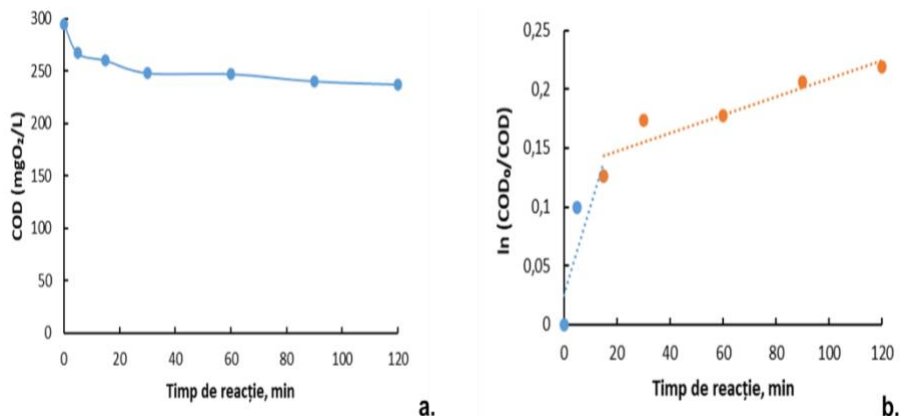 300
250
200
150
100
50
0
COD (mgO₂/L)
0 20 40 60 80 100 120
Timp de reacție, min
a.
0,25
0,2
0,15
0,1
0,05
0
ln (COD₀/COD)
0 20 40 60 80 100 120
Timp de reacție, min
b.